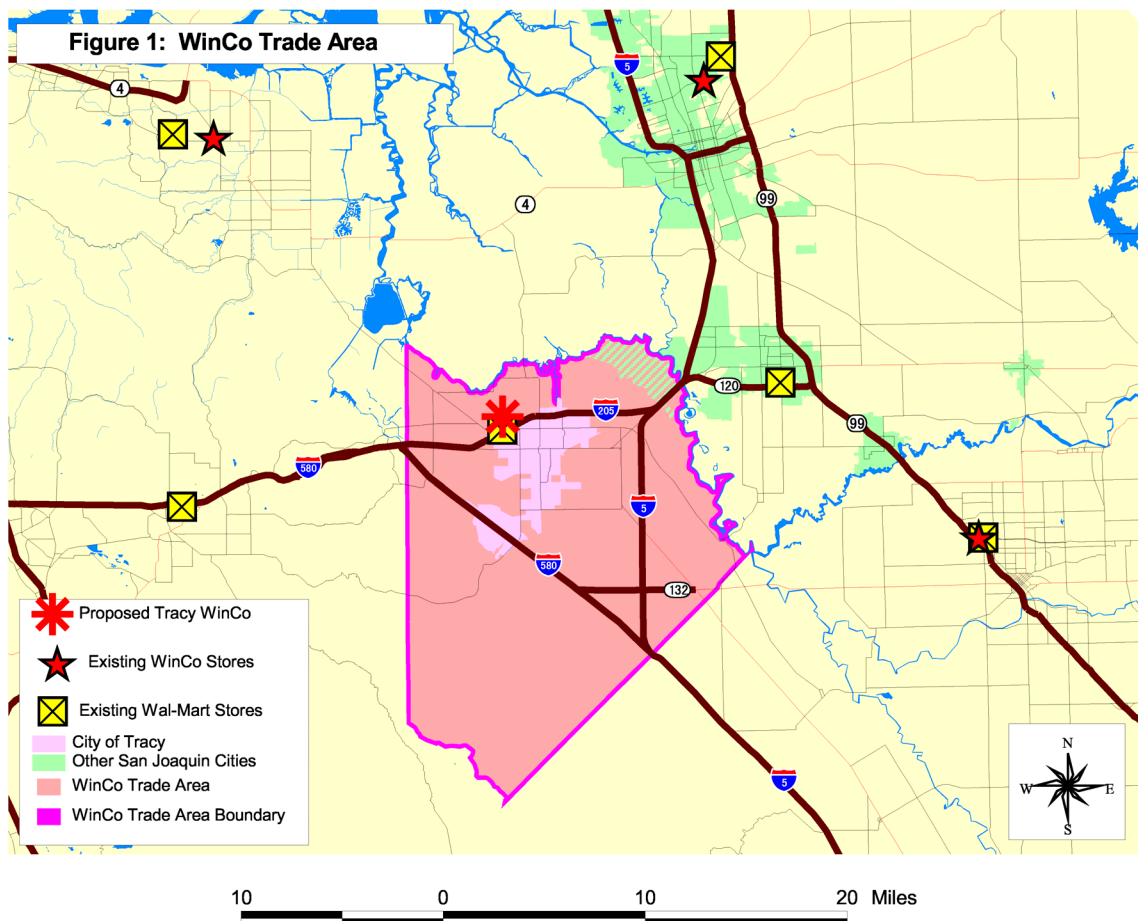 Figure 1: WinCo Trade Area
5
4
4
99
120
205
99
580
5
580
132
5
Proposed Tracy WinCo
Existing WinCo Stores
Existing Wal-Mart Stores
City of Tracy
Other San Joaquin Cities
WinCo Trade Area
WinCo Trade Area Boundary
N
W E
S
10 0 10 20 Miles